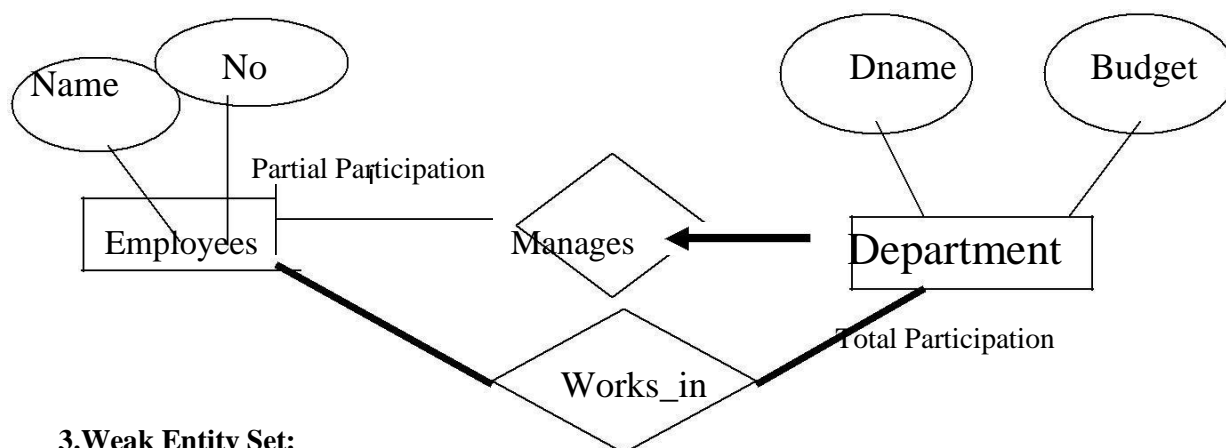 Name
No
Dname
Budget
Partial Participation
Employees
Manages
Department
Total Participation
Works_in
3.Weak Entity Set: